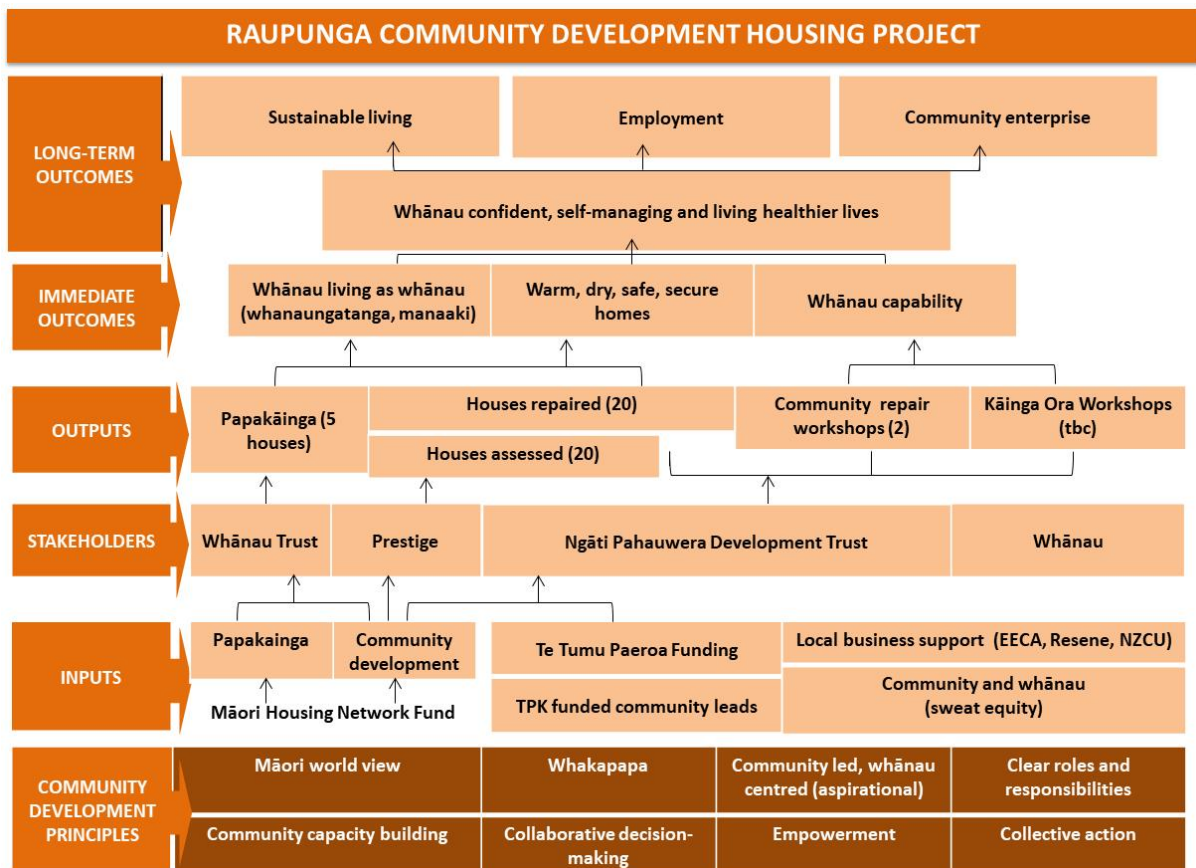 RAUPUNGA COMMUNITY DEVELOPMENT HOUSING PROJECT
LONG-TERM
OUTCOMES
Sustainable living
Employment
Community enterprise
Whānau confident, self-managing and living healthier lives
IMMEDIATE
OUTCOMES
Whānau living as whānau
(whanaungatanga, manaaki)
Warm, dry, safe, secure
homes
Whānau capability
OUTPUTS
Papakāinga (5
houses)
Houses repaired (20)
Houses assessed (20)
Community repair
workshops (2)
Kāinga Ora Workshops
(tbc)
STAKEHOLDERS
Whānau Trust
Prestige
Ngāti Pahauwera Development Trust
Whānau
INPUTS
Papakainga
Community
development
Māori Housing Network Fund
Te Tumu Paeroa Funding
TPK funded community leads
Local business support (EECA, Resene, NZCU)
Community and whānau
(sweat equity)
COMMUNITY
DEVELOPMENT
PRINCIPLES
Māori world view
Whakapapa
Community led, whānau
centred (aspirational)
Clear roles and
responsibilities
Community capacity building
Collaborative decision-
making
Empowerment
Collective action